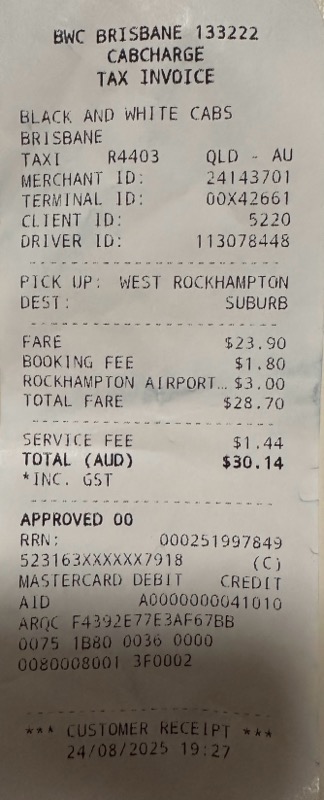 BWC BRISBANE 133222
CABCHARGE
TAX INVOICE
BLACK AND WHITE CABS
BRISBANE
TAXI R4403 QLD - AU
MERCHANT ID: 24143701
TERMINAL ID: 00X42661
CLIENT ID: 5220
DRIVER ID: 113078448
PICK UP: WEST ROCKHAMPTON
DEST: SUBURB
FARE $23.90
BOOKING FEE $1.80
ROCKHAMPTON AIRPORT... $3.00
TOTAL FARE $28.70
SERVICE FEE $1.44
TOTAL (AUD) $30.14
*INC. GST
APPROVED 00
RRN: 000251997849
523163XXXXXX7918 (C)
MASTERCARD DEBIT CREDIT
AID A0000000041010
ARQC F4392E77E3AF67BB
0075 1B80 0036 0000
0080008001 3F0002
*** CUSTOMER RECEIPT ***
24/08/2025 19:27